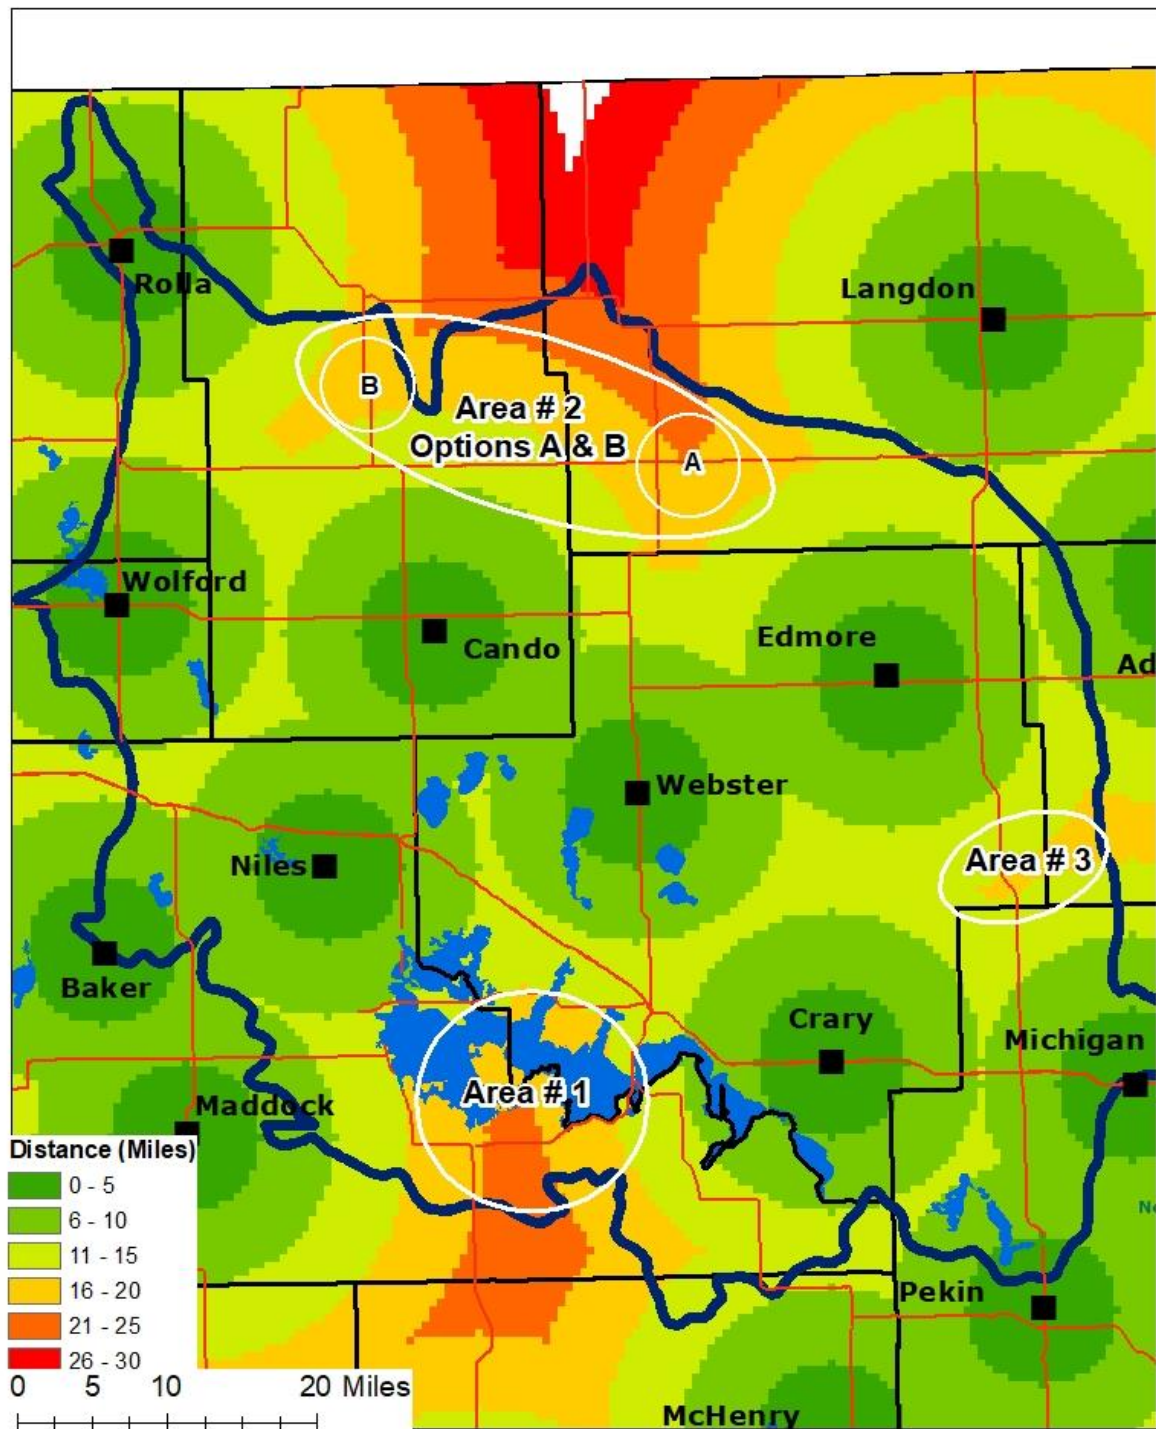 Rolla
Langdon
B
Area # 2
Options A & B
A
Wolford
Cando
Edmore
Ad
Webster
Niles
Area # 3
Baker
Crary
Michigan
Area # 1
Maddock
Distance (Miles)
0 - 5
6 - 10
11 - 15
16 - 20
21 - 25
26 - 30
0 5 10 20 Miles
Ne
Pekin
McHenry